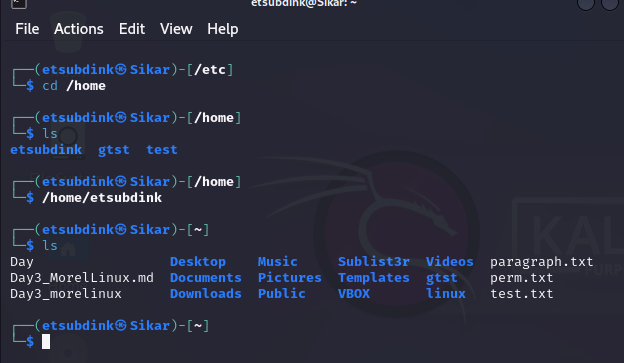 etsubdink@Sikar: ~
File Actions Edit View Help
┌──(etsubdink㉿Sikar)-[/etc]
└─$ cd /home
┌──(etsubdink㉿Sikar)-[/home]
└─$ ls
etsubdink gtst test
┌──(etsubdink㉿Sikar)-[/home]
└─$ /home/etsubdink
┌──(etsubdink㉿Sikar)-[~]
└─$ ls
Day Desktop Music Sublist3r Videos paragraph.txt
Day3_MorelLinux.md Documents Pictures Templates gtst perm.txt
Day3_morelinux Downloads Public VBOX linux test.txt
┌──(etsubdink㉿Sikar)-[~]
└─$